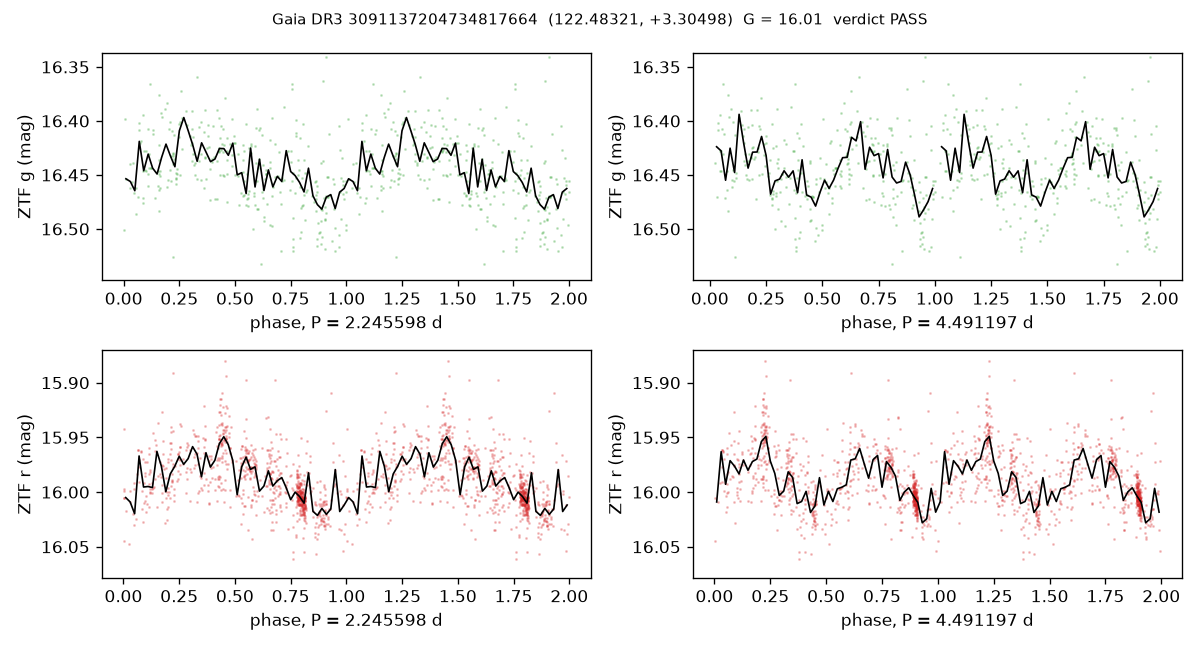 Gaia DR3 3091137204734817664 (122.48321, +3.30498) G = 16.01 verdict PASS
ZTF g (mag)
16.35
16.40
16.45
16.50
0.00 0.25 0.50 0.75 1.00 1.25 1.50 1.75 2.00
phase, P = 2.245598 d
ZTF g (mag)
16.35
16.40
16.45
16.50
0.00 0.25 0.50 0.75 1.00 1.25 1.50 1.75 2.00
phase, P = 4.491197 d
ZTF r (mag)
15.90
15.95
16.00
16.05
0.00 0.25 0.50 0.75 1.00 1.25 1.50 1.75 2.00
phase, P = 2.245598 d
ZTF r (mag)
15.90
15.95
16.00
16.05
0.00 0.25 0.50 0.75 1.00 1.25 1.50 1.75 2.00
phase, P = 4.491197 d